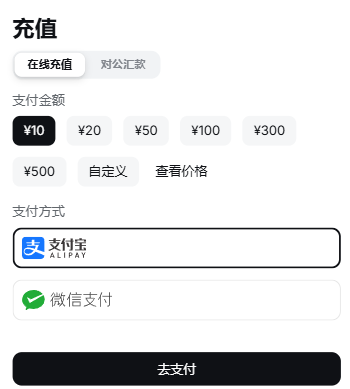 充值
在线充值 对公汇款
支付金额
¥10 ¥20 ¥50 ¥100 ¥300
¥500 自定义 查看价格
支付方式
支 支付宝
ALIPAY
微信支付
去支付